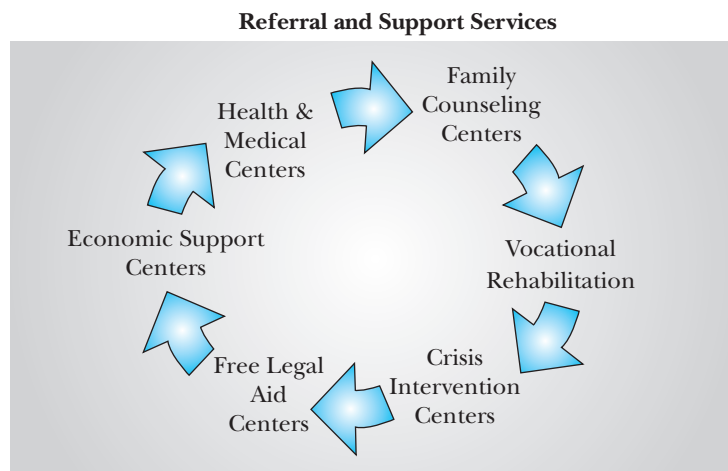 Referral and Support Services
Family
Counseling
Centers
Health &
Medical
Centers
Vocational
Rehabilitation
Economic Support
Centers
Crisis
Intervention
Centers
Free Legal
Aid
Centers